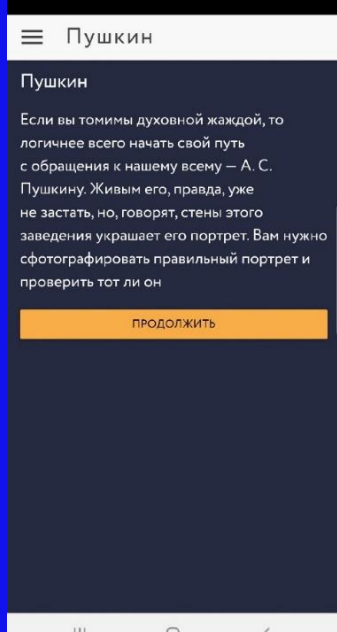 Пушкин
Пушкин
Если вы томимы духовной жаждой, то
логичнее всего начать свой путь
с обращения к нашему всему — А. С.
Пушкину. Живым его, правда, уже
не застать, но, говорят, стены этого
заведения украшает его портрет. Вам нужно
сфотографировать правильный портрет и
проверить тот ли он
ПРОДОЛЖИТЬ